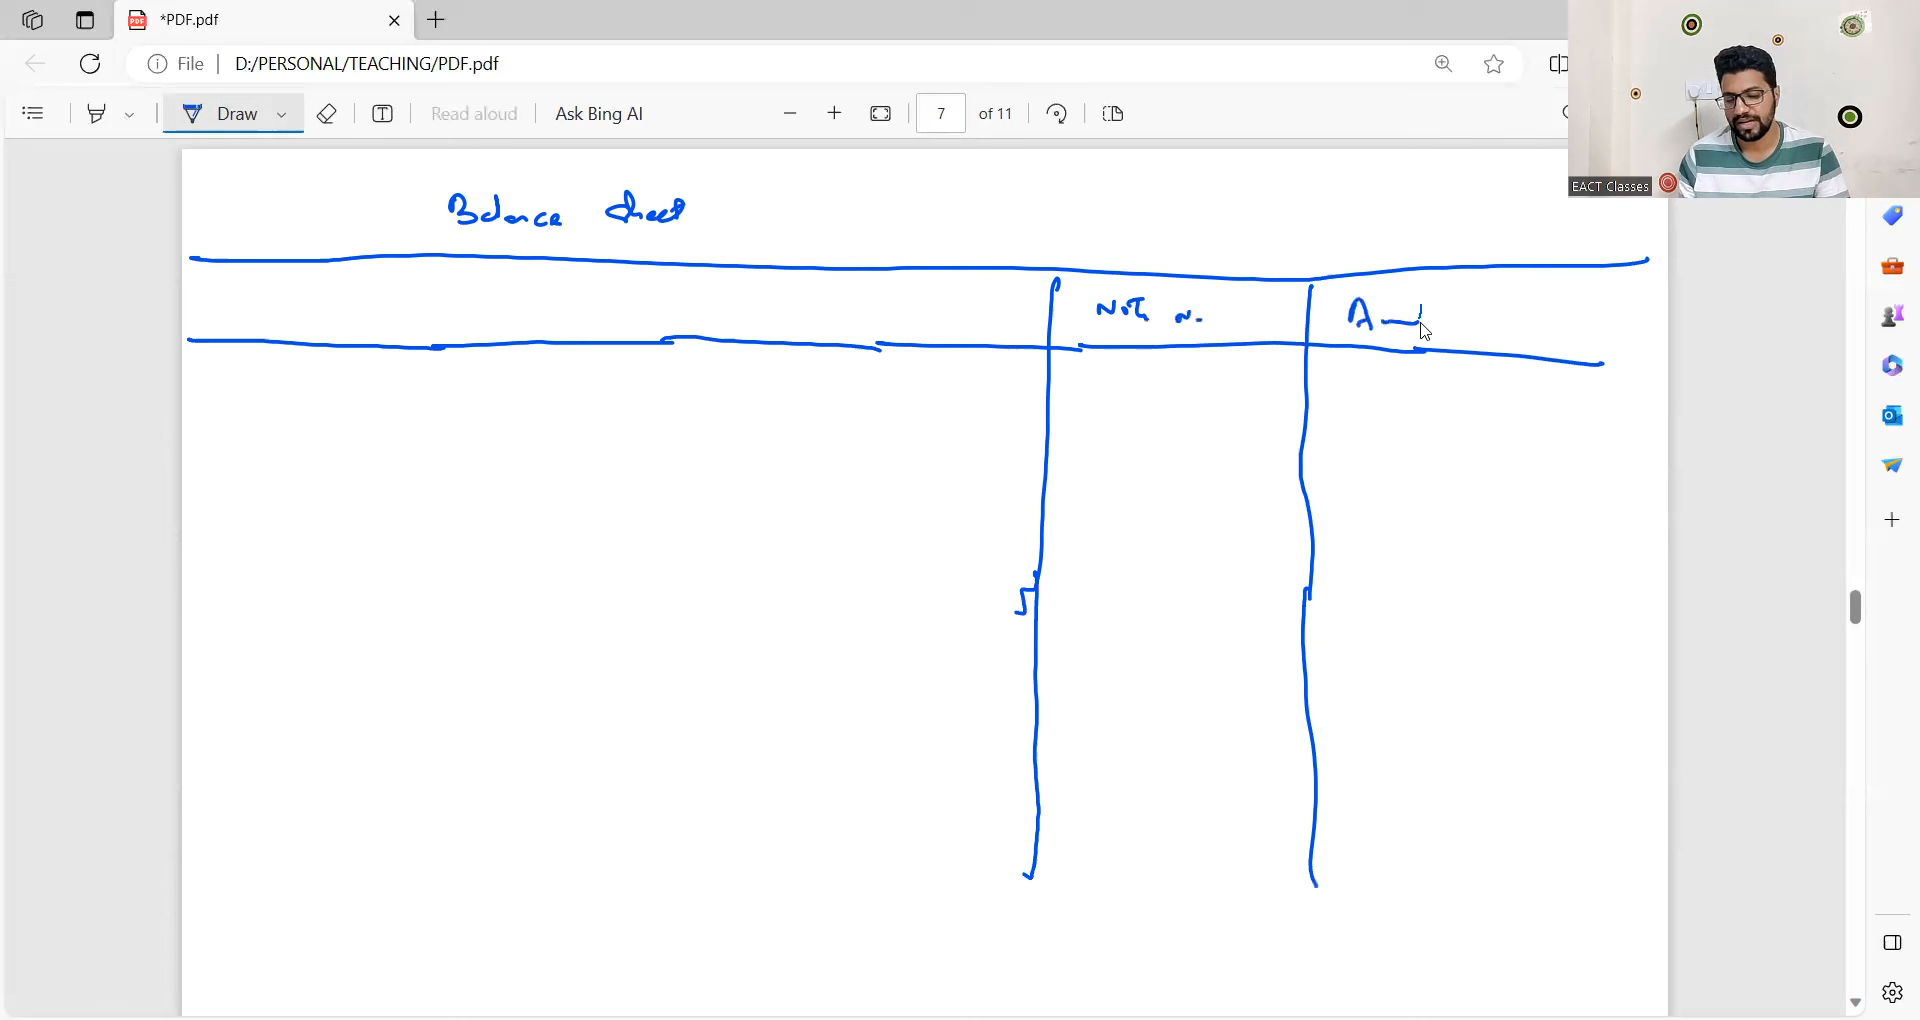 *PDF.pdf
File
D:/PERSONAL/TEACHING/PDF.pdf
Draw
Read aloud
Ask Bing AI
7
of 11
EACT Classes
Balance Sheet
Note n.